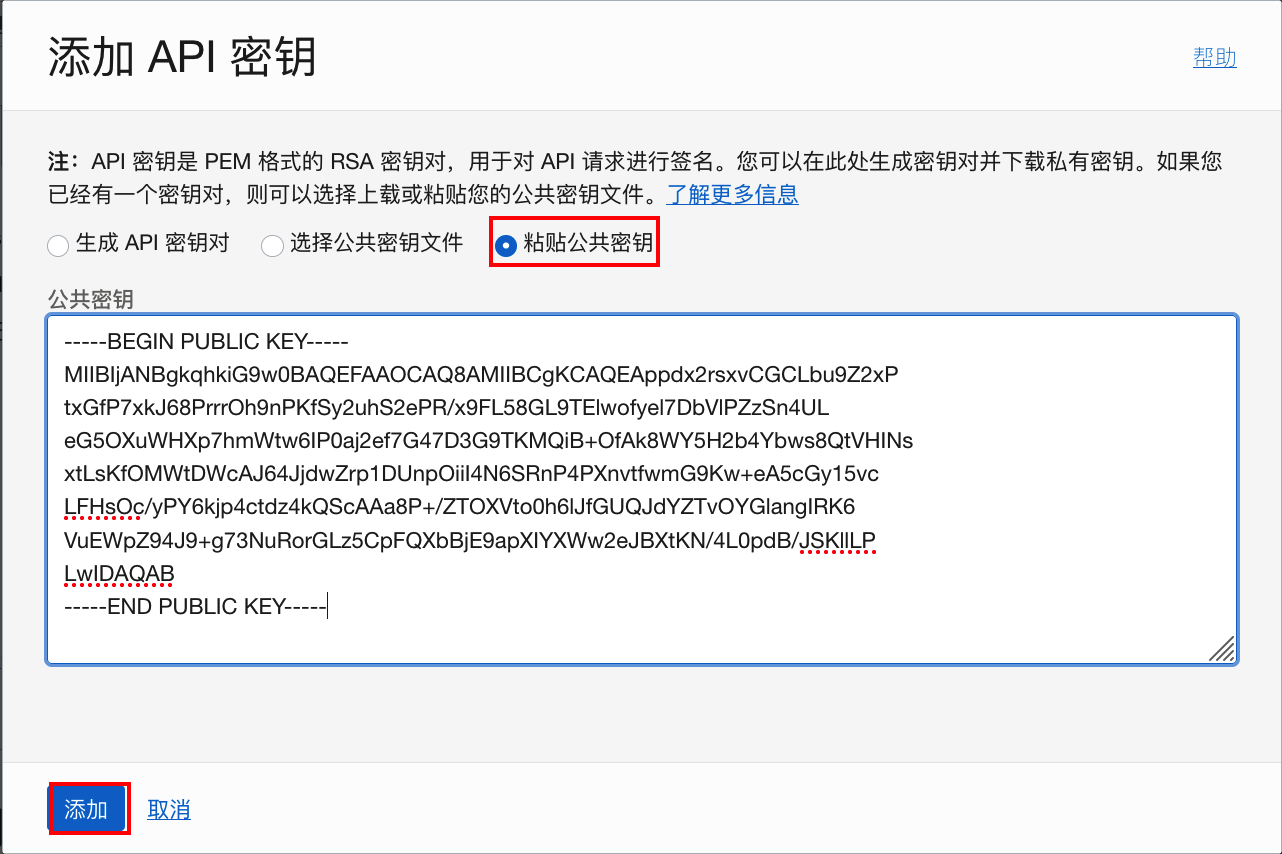 添加 API 密钥
帮助
注：API 密钥是 PEM 格式的 RSA 密钥对，用于对 API 请求进行签名。您可以在此处生成密钥对并下载私有密钥。如果您
已经有一个密钥对，则可以选择上载或粘贴您的公共密钥文件。了解更多信息
生成 API 密钥对 选择公共密钥文件 粘贴公共密钥
公共密钥
-----BEGIN PUBLIC KEY-----
MIIBIjANBgkqhkiG9w0BAQEFAAOCAQ8AMIIBCgKCAQEAppdx2rsxvCGCLbu9Z2xP
txGfP7xkJ68PrrrOh9nPKfSy2uhS2ePR/x9FL58GL9TElwofyel7DbVlPZzSn4UL
eG5OXuWHXp7hmWtw6IP0aj2ef7G47D3G9TKMQiB+OfAk8WY5H2b4Ybws8QtVHINs
xtLsKfOMWtDWcAJ64JjdwZrp1DUnpOiiI4N6SRnP4PXnvtfwmG9Kw+eA5cGy15vc
LFHsOc/yPY6kjp4ctdz4kQScAAa8P+/ZTOXVto0h6lJfGUQJdYZTvOYGlangIRK6
VuEWpZ94J9+g73NuRorGLz5CpFQXbBjE9apXIYXWw2eJBXtKN/4L0pdB/JSKllLP
LwIDAQAB
-----END PUBLIC KEY-----
添加 取消